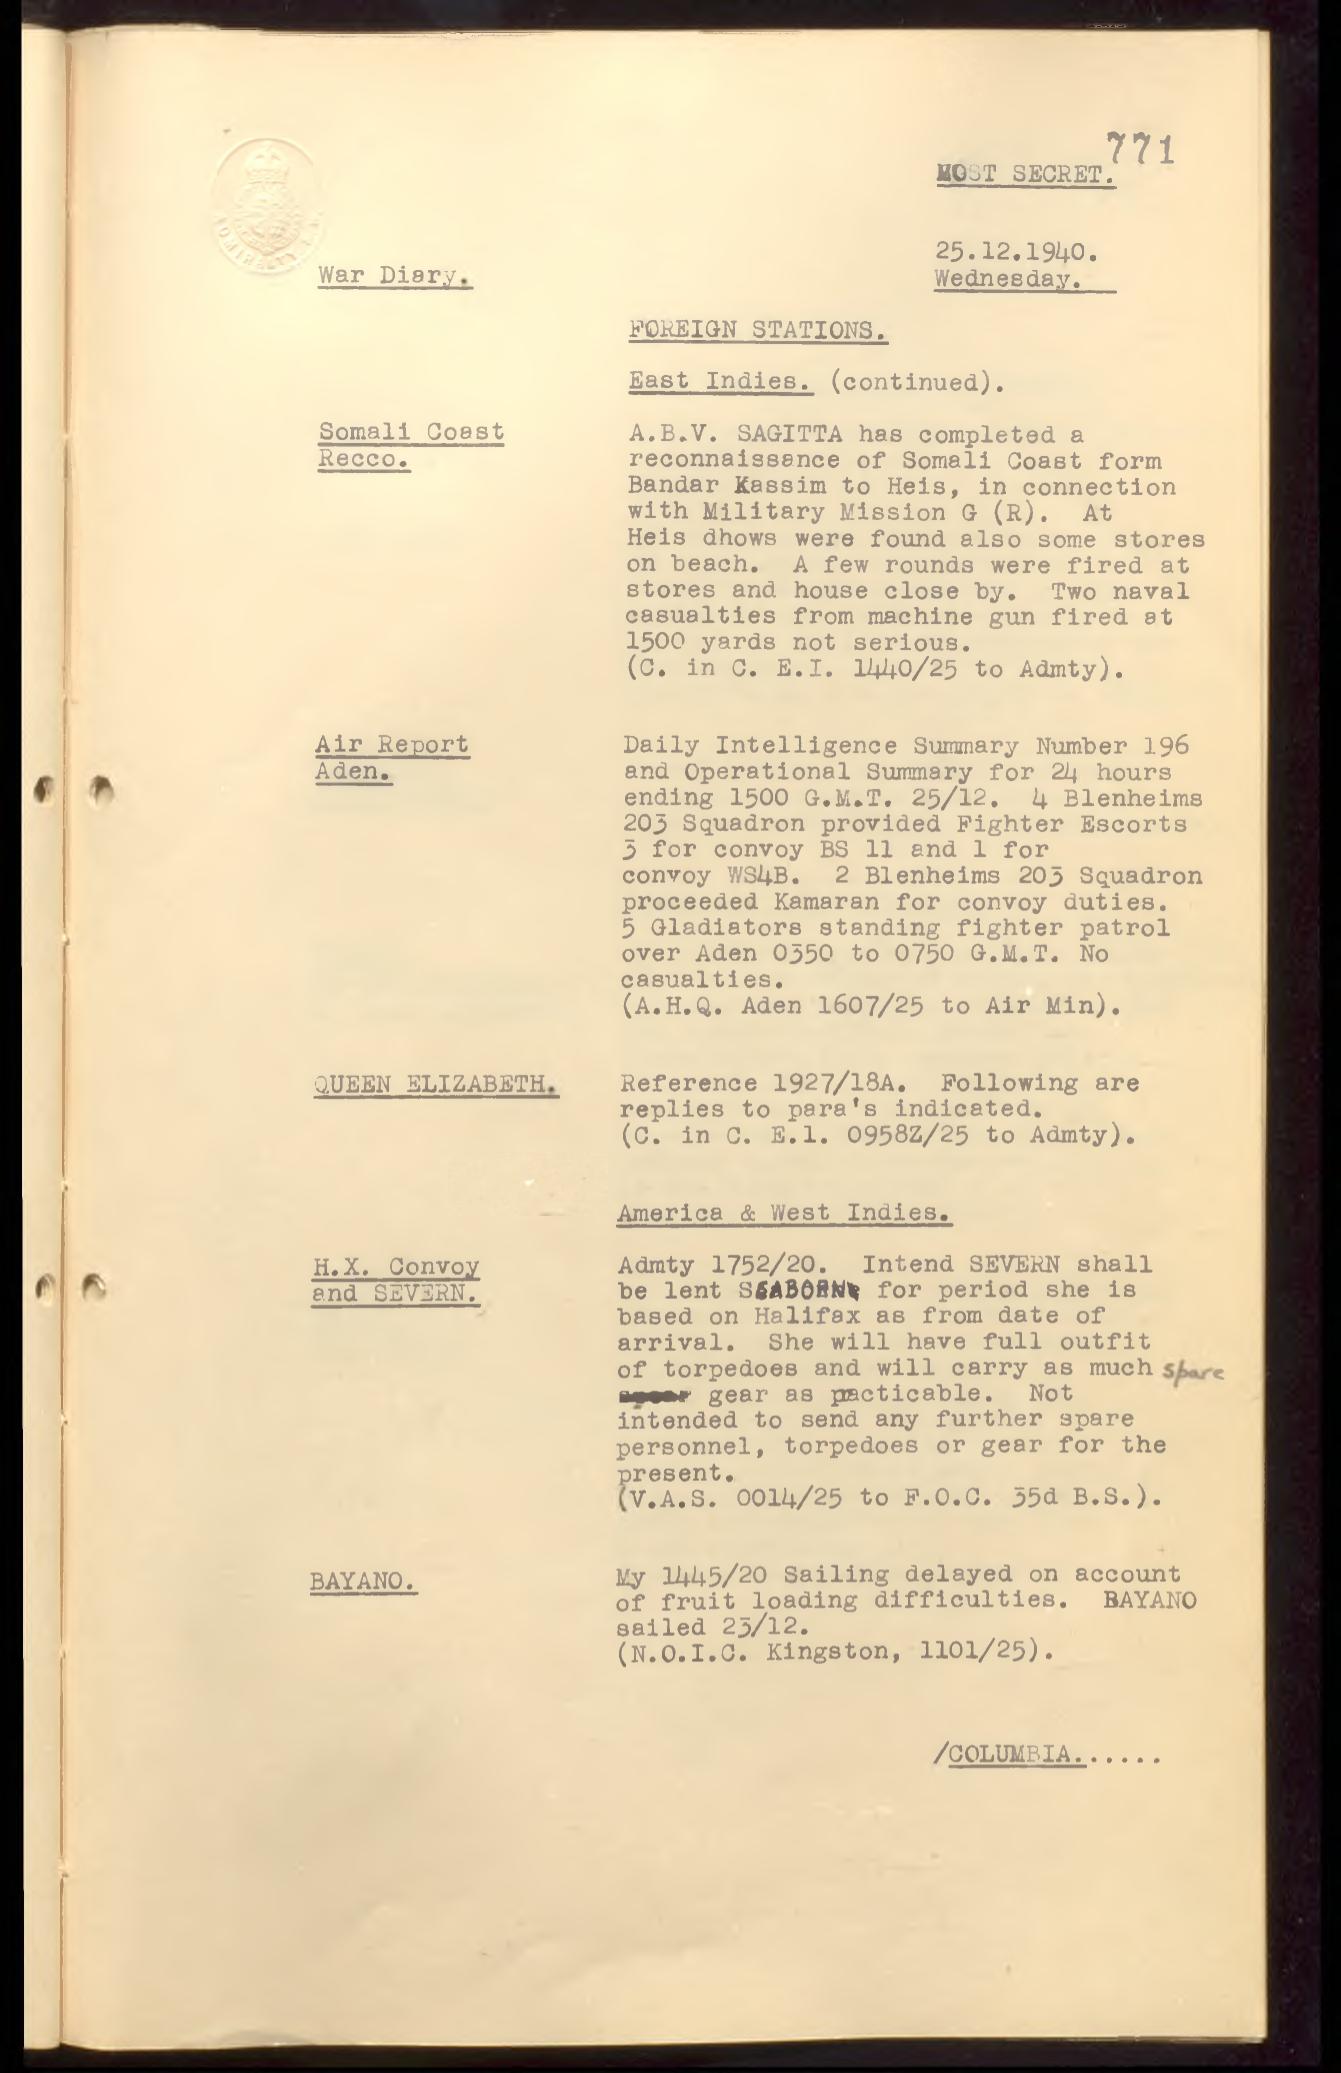 771
MOST SECRET.
25.12.1940.
Wednesday.
War Diary.
FOREIGN STATIONS.
East Indies. (continued).
Somali Coast
Recco.
A.B.V. SAGITTA has completed a
reconnaissance of Somali Coast form
Bandar Kassim to Heis, in connection
with Military Mission G (R).  At
Heis dhows were found also some stores
on beach.  A few rounds were fired at
stores and house close by.  Two naval
casualties from machine gun fired at
1500 yards not serious.
(C. in C. E.I. 1440/25 to Admty).
Air Report
Aden.
Daily Intelligence Summary Number 196
and Operational Summary for 24 hours
ending 1500 G.M.T. 25/12.  4 Blenheims
203 Squadron provided Fighter Escorts
3 for convoy BS 11 and 1 for
convoy WS4B.  2 Blenheims 203 Squadron
proceeded Kamaran for convoy duties.
5 Gladiators standing fighter patrol
over Aden 0350 to 0750 G.M.T. No
casualties.
(A.H.Q. Aden 1607/25 to Air Min).
QUEEN ELIZABETH.
Reference 1927/18A.  Following are
replies to para's indicated.
(C. in C. E.1. 0958Z/25 to Admty).
America & West Indies.
H.X. Convoy
and SEVERN.
Admty 1752/20.  Intend SEVERN shall
be lent SEABORNE for period she is
based on Halifax as from date of
arrival.  She will have full outfit
of torpedoes and will carry as much spare
gear as pacticable.  Not
intended to send any further spare
personnel, torpedoes or gear for the
present.
(V.A.S. 0014/25 to F.O.C. 35d B.S.).
BAYANO.
My 1445/20 Sailing delayed on account
of fruit loading difficulties.  BAYANO
sailed 23/12.
(N.O.I.C. Kingston, 1101/25).
/COLUMBIA......